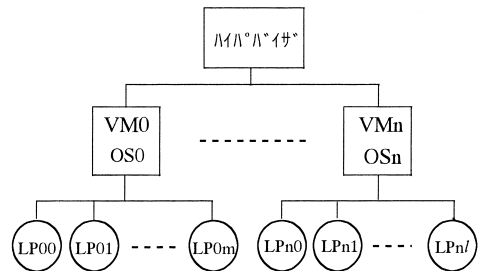 ﾊｲﾊﾟﾊﾞｲｻﾞ
VM0
OS0
VMn
OSn
LP00
LP01
LP0m
LPn0
LPn1
LPnl